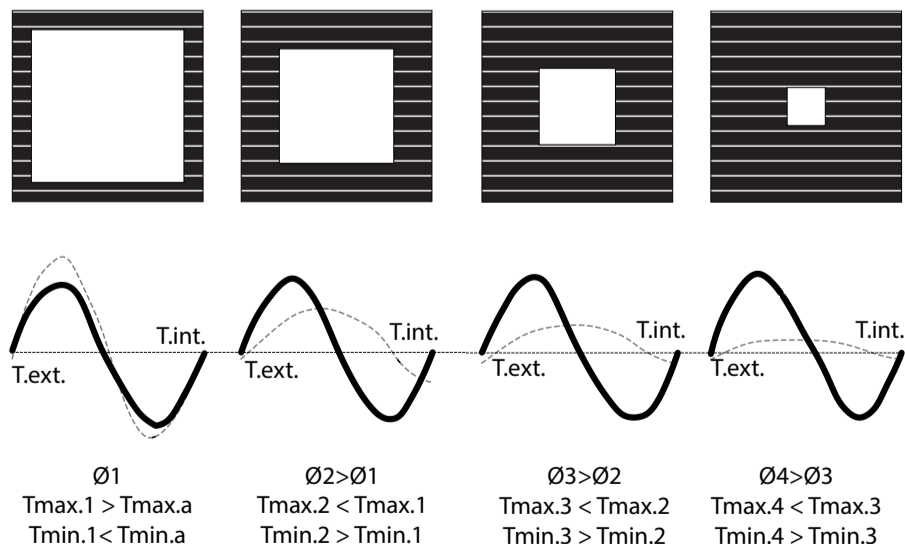 T.int.
T.ext.
T.int.
T.ext.
T.int.
T.ext.
T.int.
T.ext.
Ø1
Tmax.1 > Tmax.a
Tmin.1< Tmin.a
Ø2>Ø1
Tmax.2 < Tmax.1
Tmin.2 > Tmin.1
Ø3>Ø2
Tmax.3 < Tmax.2
Tmin.3 > Tmin.2
Ø4>Ø3
Tmax.4 < Tmax.3
Tmin.4 > Tmin.3